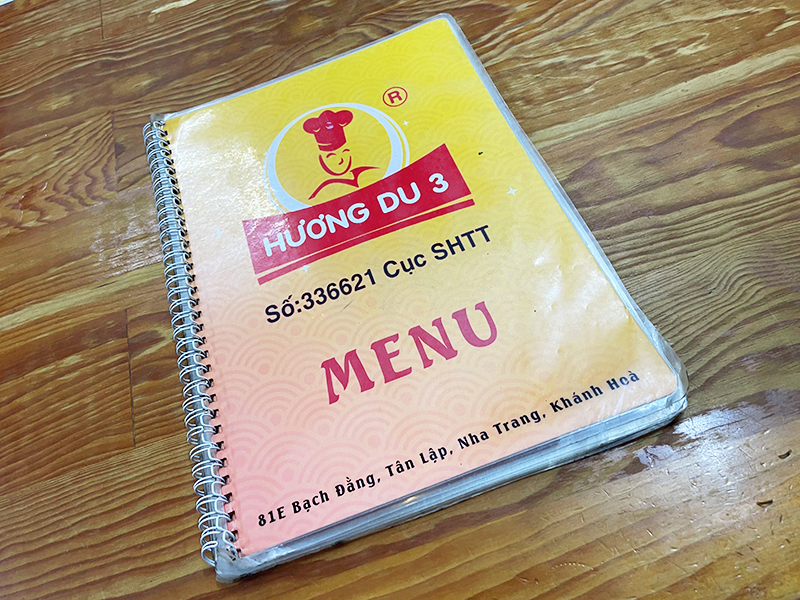 ®
HƯƠNG DU 3
Số:336621 Cục SHTT
MENU
81E Bạch Đằng, Tân Lập, Nha Trang, Khánh Hoà